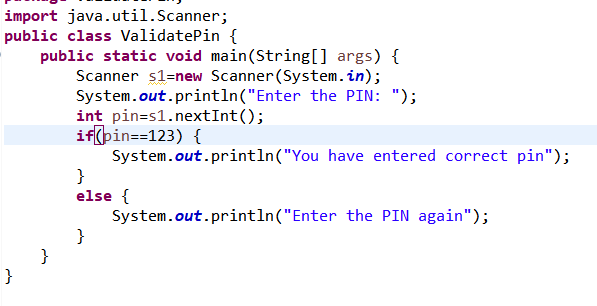 import java.util.Scanner;
public class ValidatePin {
    public static void main(String[] args) {
        Scanner s1=new Scanner(System.in);
        System.out.println("Enter the PIN: ");
        int pin=s1.nextInt();
        if(pin==123) {
            System.out.println("You have entered correct pin");
        }
        else {
            System.out.println("Enter the PIN again");
        }
    }
}